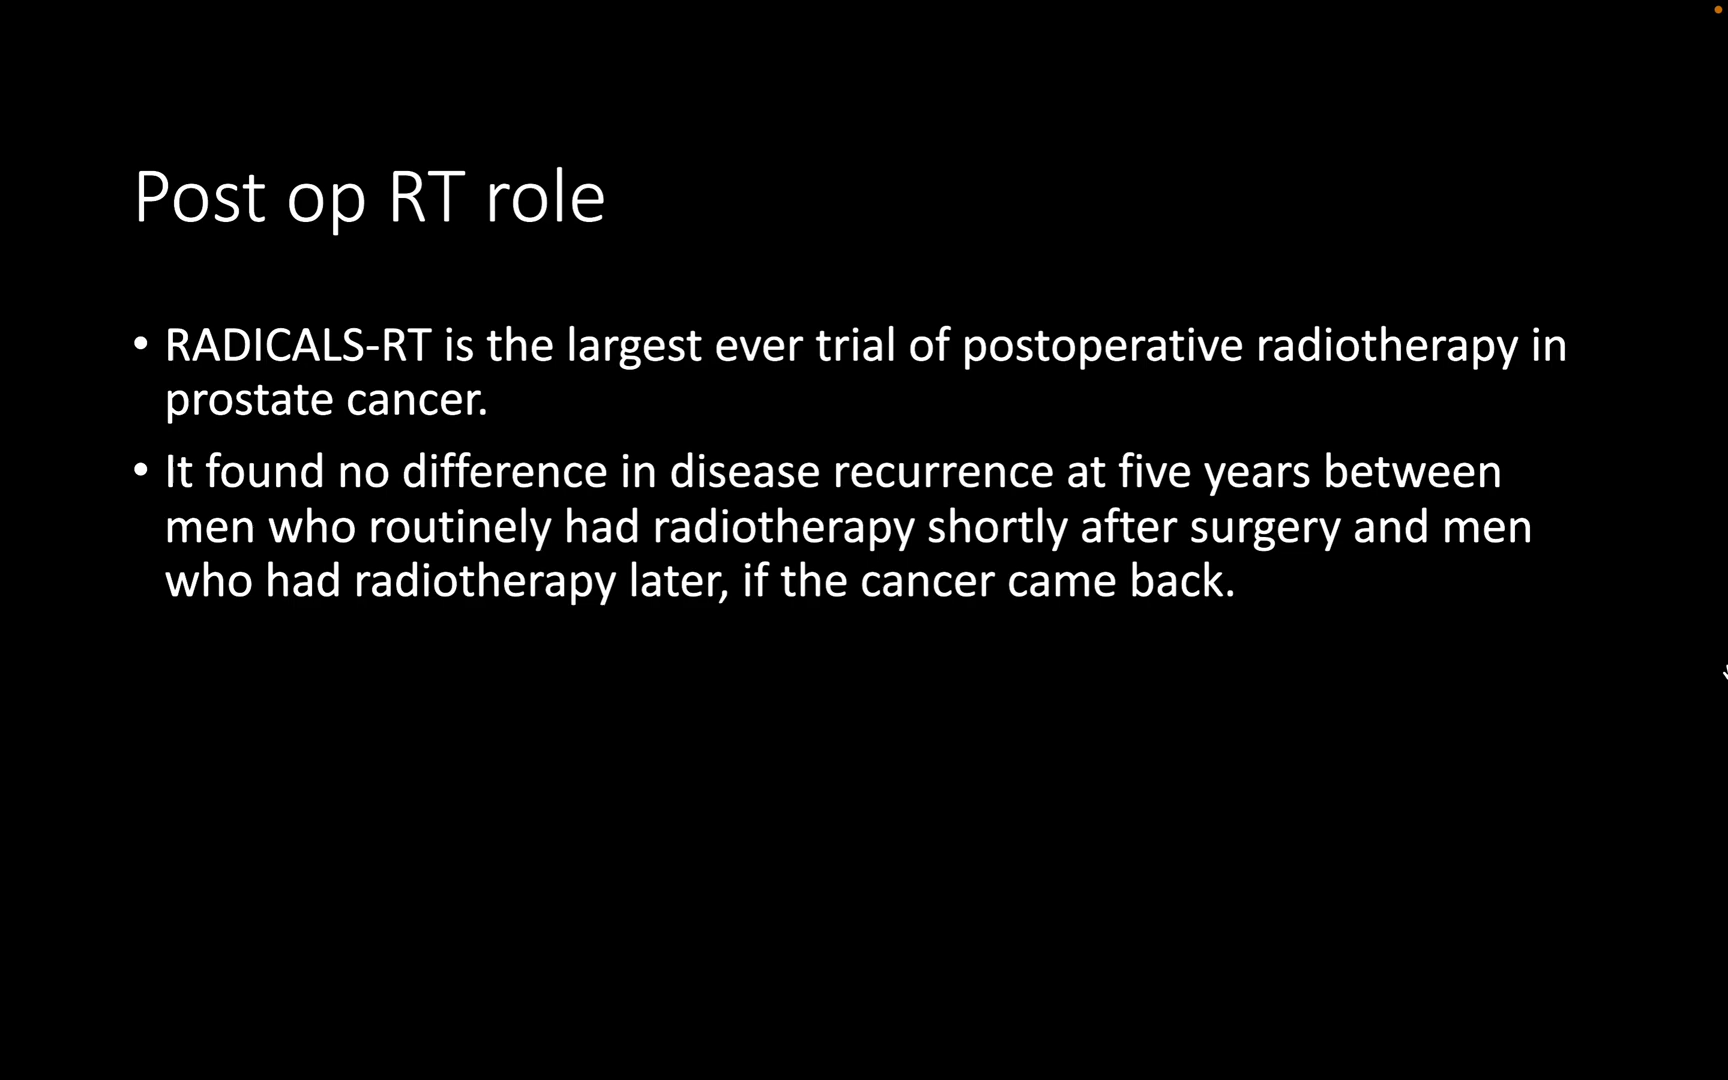 Post op RT role
• RADICALS-RT is the largest ever trial of postoperative radiotherapy in
prostate cancer.
• It found no difference in disease recurrence at five years between
men who routinely had radiotherapy shortly after surgery and men
who had radiotherapy later, if the cancer came back.